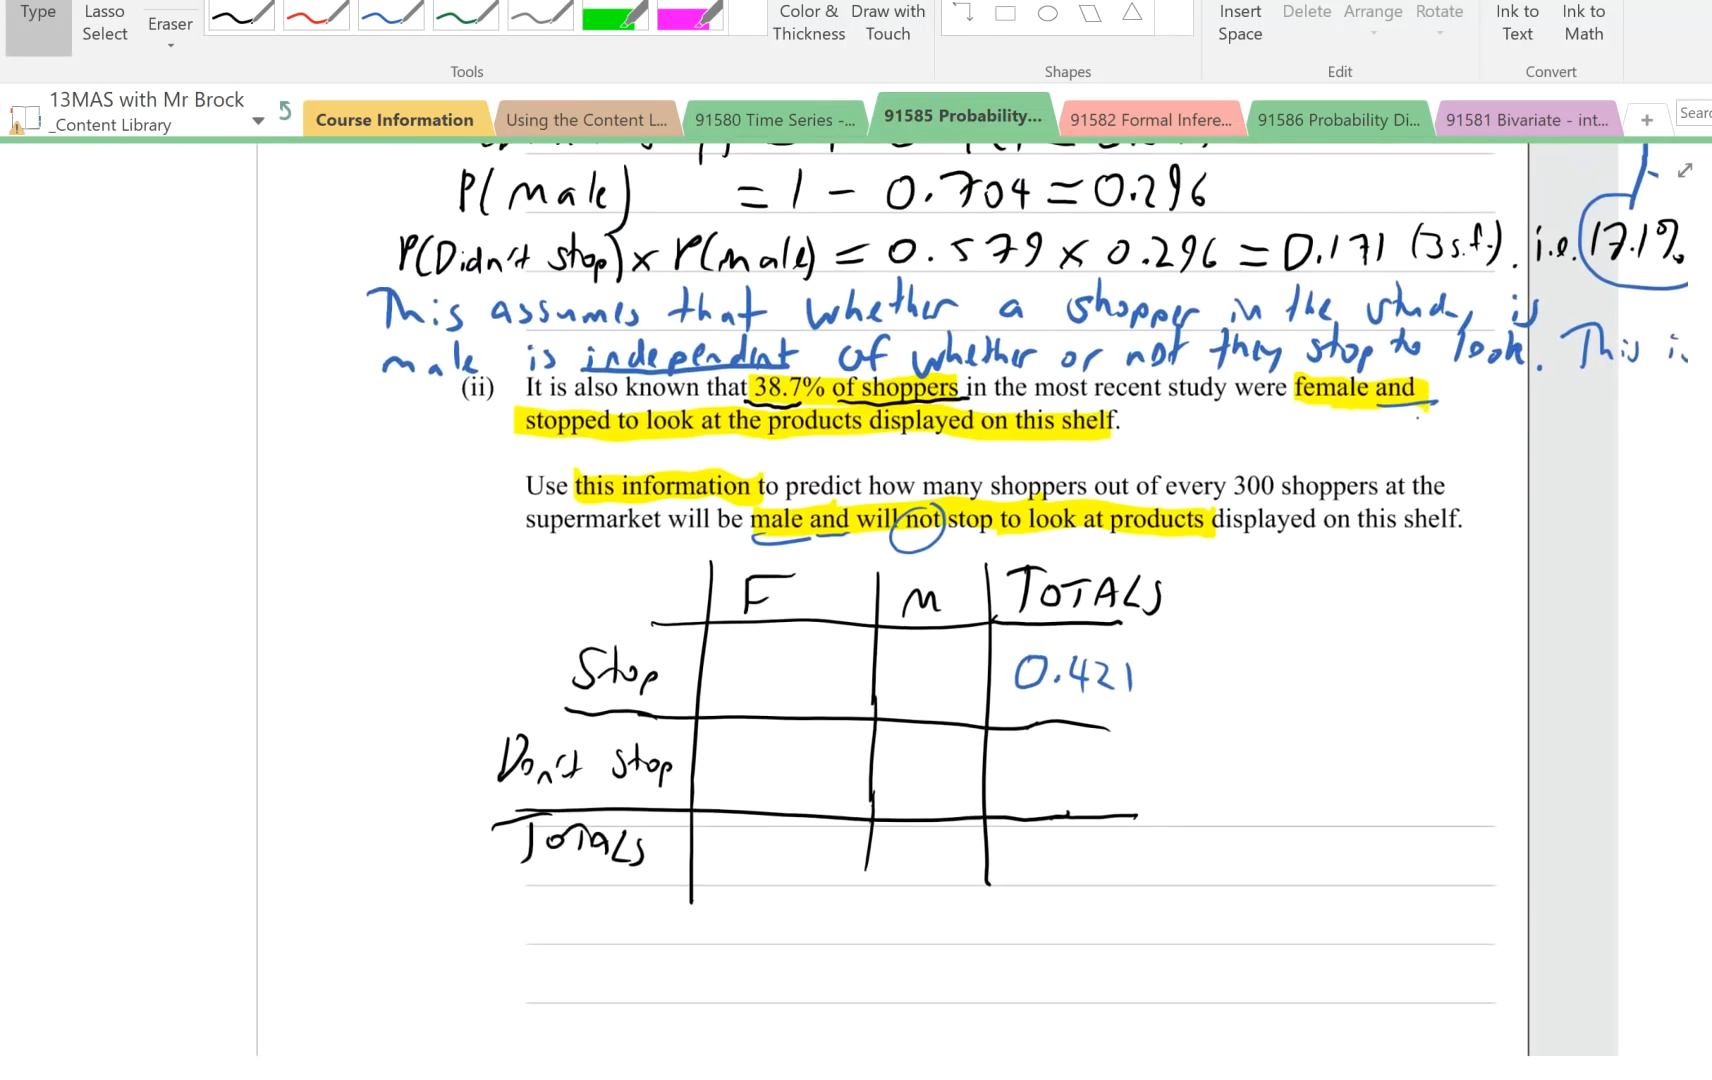 Type
Lasso
Select
Eraser
Color &
Thickness
Draw with
Touch
Insert
Space
Delete
Arrange
Rotate
Ink to
Text
Ink to
Math
Tools
Shapes
Edit
Convert
13MAS with Mr Brock
_Content Library
Course Information
Using the Content L...
91580 Time Series -...
91585 Probability...
91582 Formal Infere...
91586 Probability Di...
91581 Bivariate - int...
+
Sear
P(male) = 1 - 0.704 = 0.296
P(Didn't stop) x P(male) = 0.579 x 0.296 = 0.171 (3 s.f.). i.e. 17.1%
This assumes that whether a shopper in the study is
male is independent of whether or not they stop to look. This i
(ii) It is also known that 38.7% of shoppers in the most recent study were female and
stopped to look at the products displayed on this shelf.
Use this information to predict how many shoppers out of every 300 shoppers at the
supermarket will be male and will not stop to look at products displayed on this shelf.
F M TOTALS
Stop 0.421
Don't stop
TOTALS